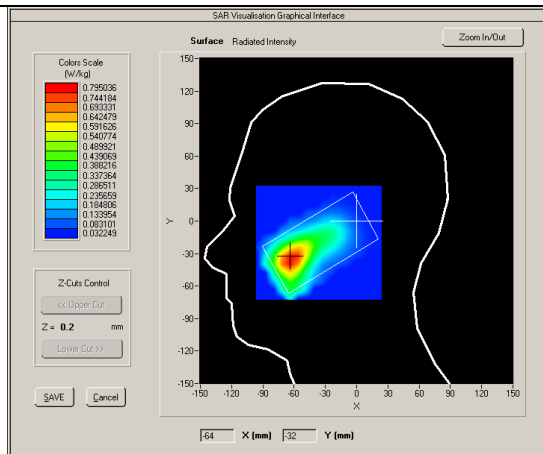 SAR Visualisation Graphical Interface
Surface Radiated Intensity
Zoom In/Out
Colors Scale
(W/kg)
0.795036
0.744184
0.693331
0.642479
0.591626
0.540774
0.489921
0.439069
0.388216
0.337364
0.286511
0.235659
0.184806
0.133954
0.083101
0.032249
Z-Cuts Control
<< Upper Cut
Z = 0.2 mm
Lower Cut >>
SAVE
Cancel
150
120
90
60
30
0
-30
-60
-90
-120
-150
Y
-150 -120 -90 -60 -30 0 30 60 90 120 150
X
-64 X (mm) -32 Y (mm)